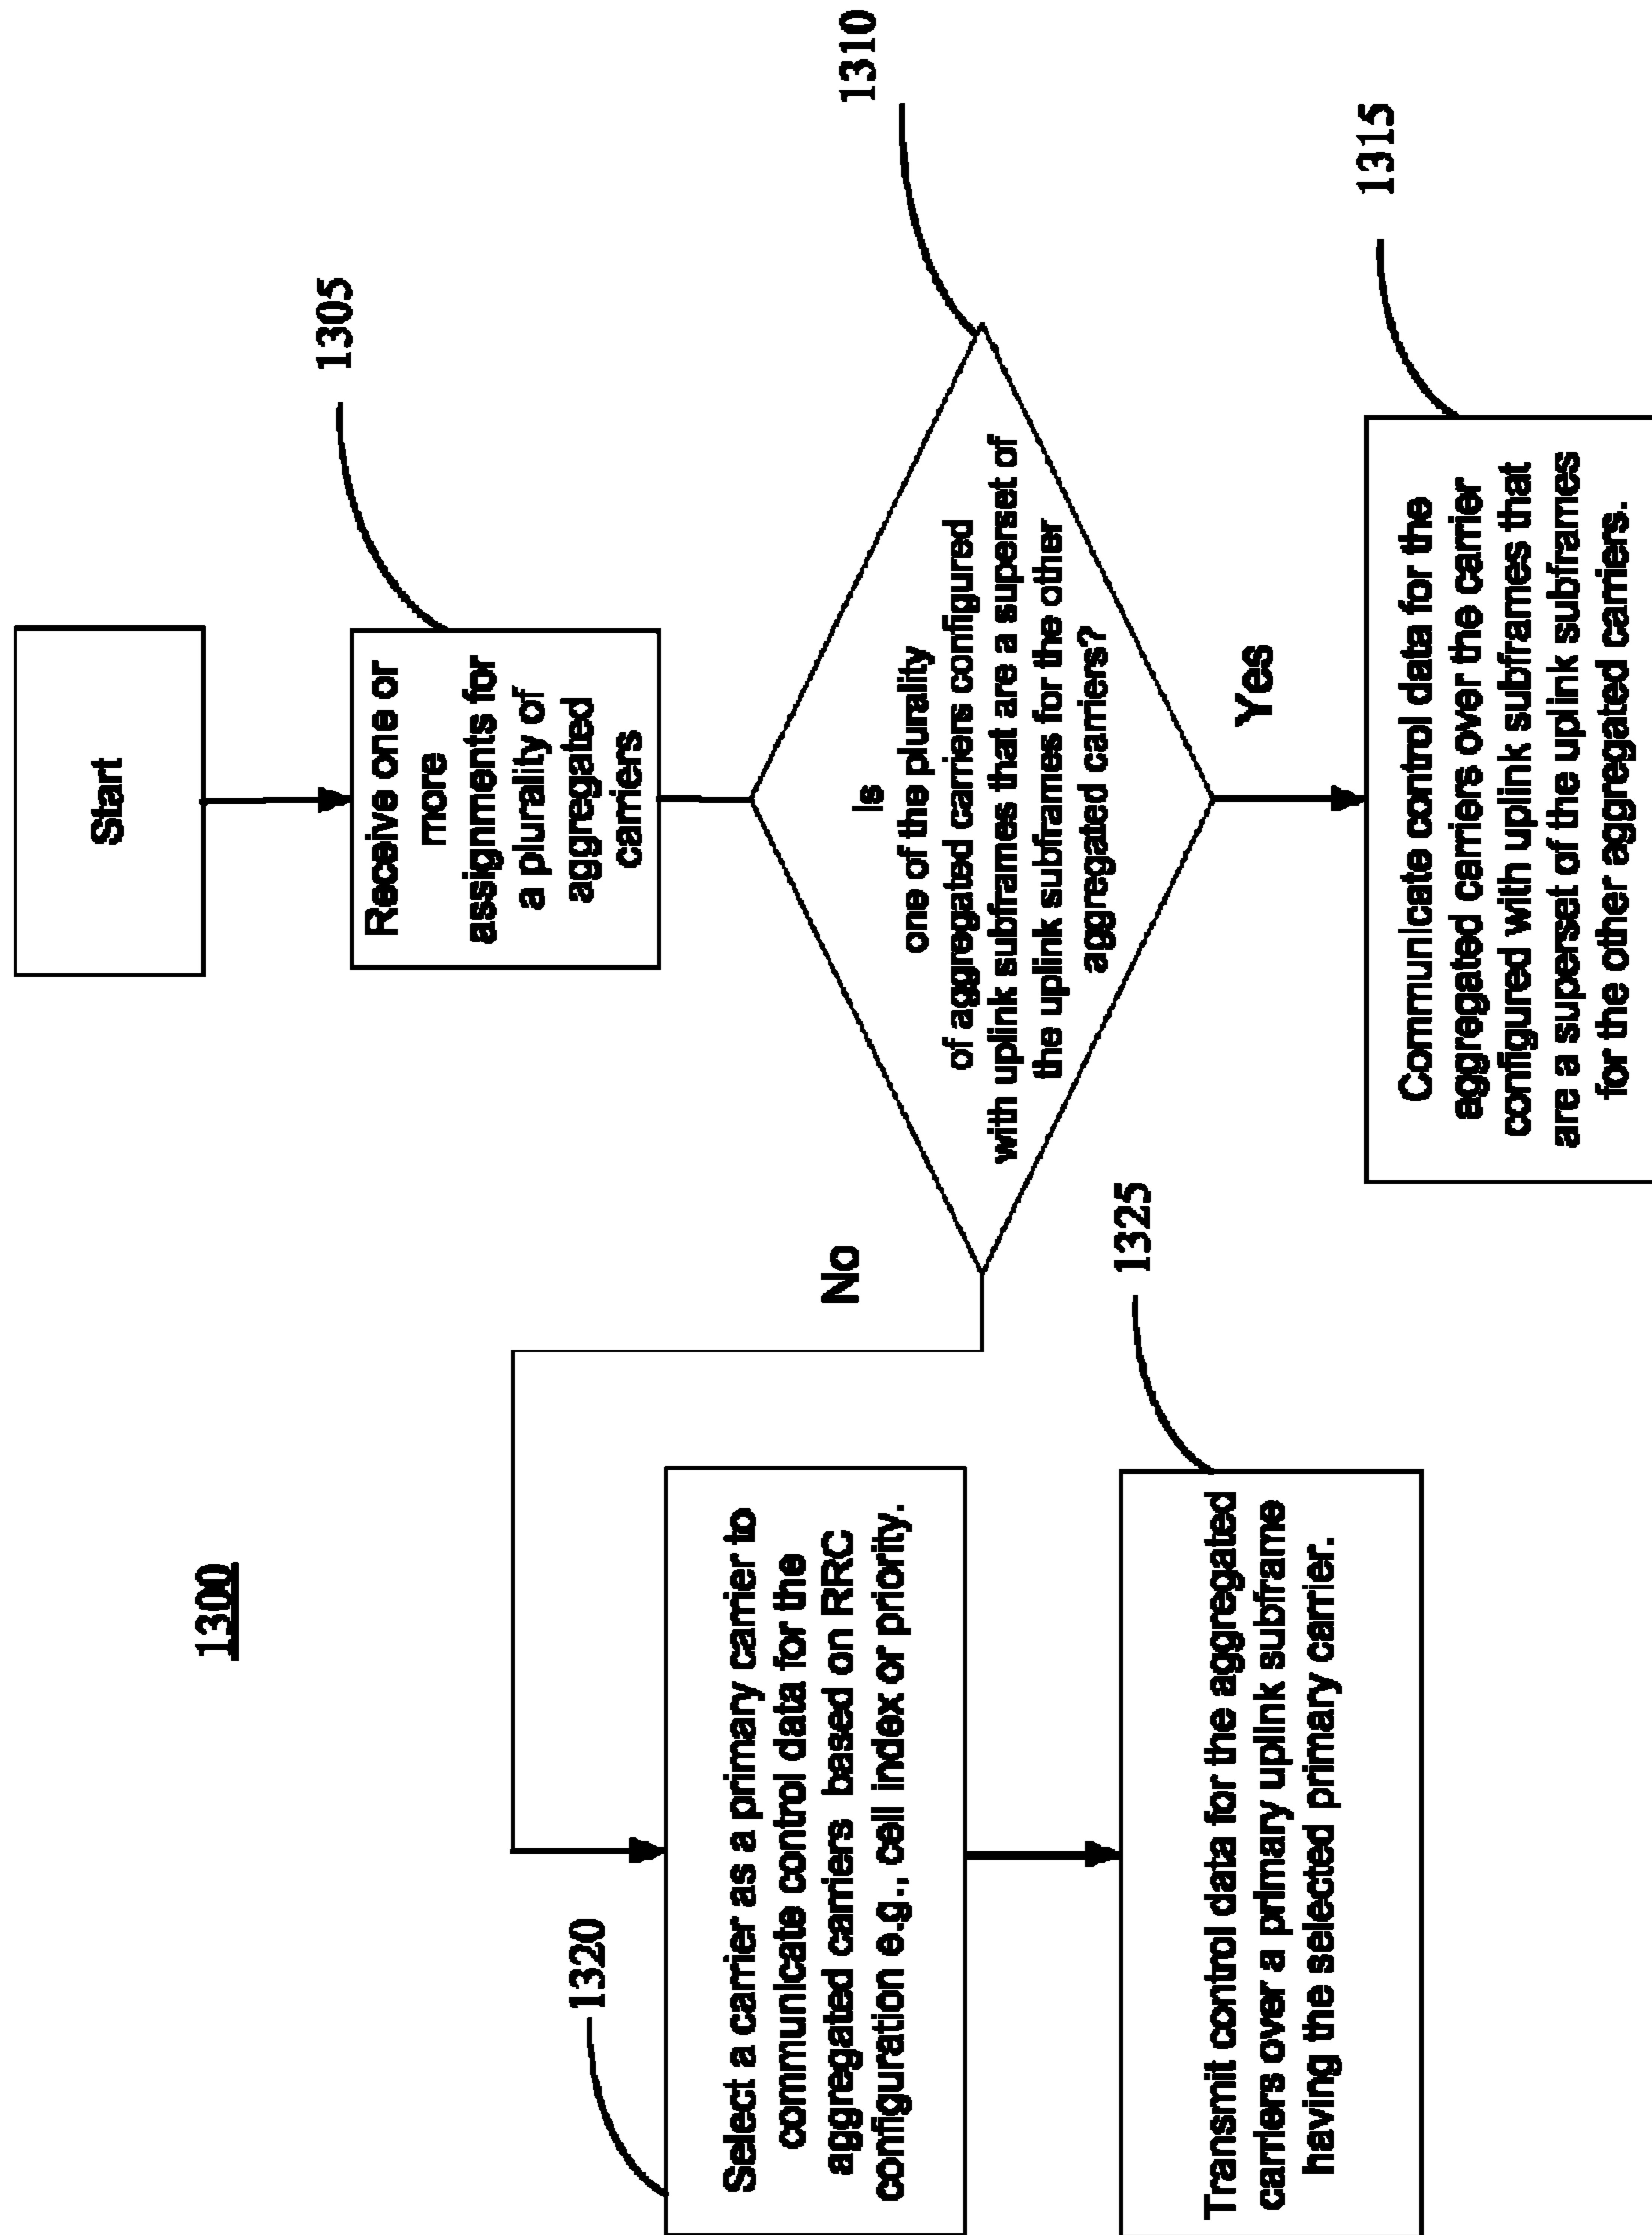 1300
Start
Receive one or
more
assignments for
a plurality of
aggregated
carriers
1305
Is
one of the plurality
of aggregated carriers configured
with uplink subframes that are a superset of
the uplink subframes for the other
aggregated carriers?
1310
Yes
Communicate control data for the
aggregated carriers over the carrier
configured with uplink subframes that
are a superset of the uplink subframes
for the other aggregated carriers.
1315
No
1320
Select a carrier as a primary carrier to
communicate control data for the
aggregated carriers based on RRC
configuration e.g., cell index or priority.
1325
Transmit control data for the aggregated
carriers over a primary uplink subframe
having the selected primary carrier.